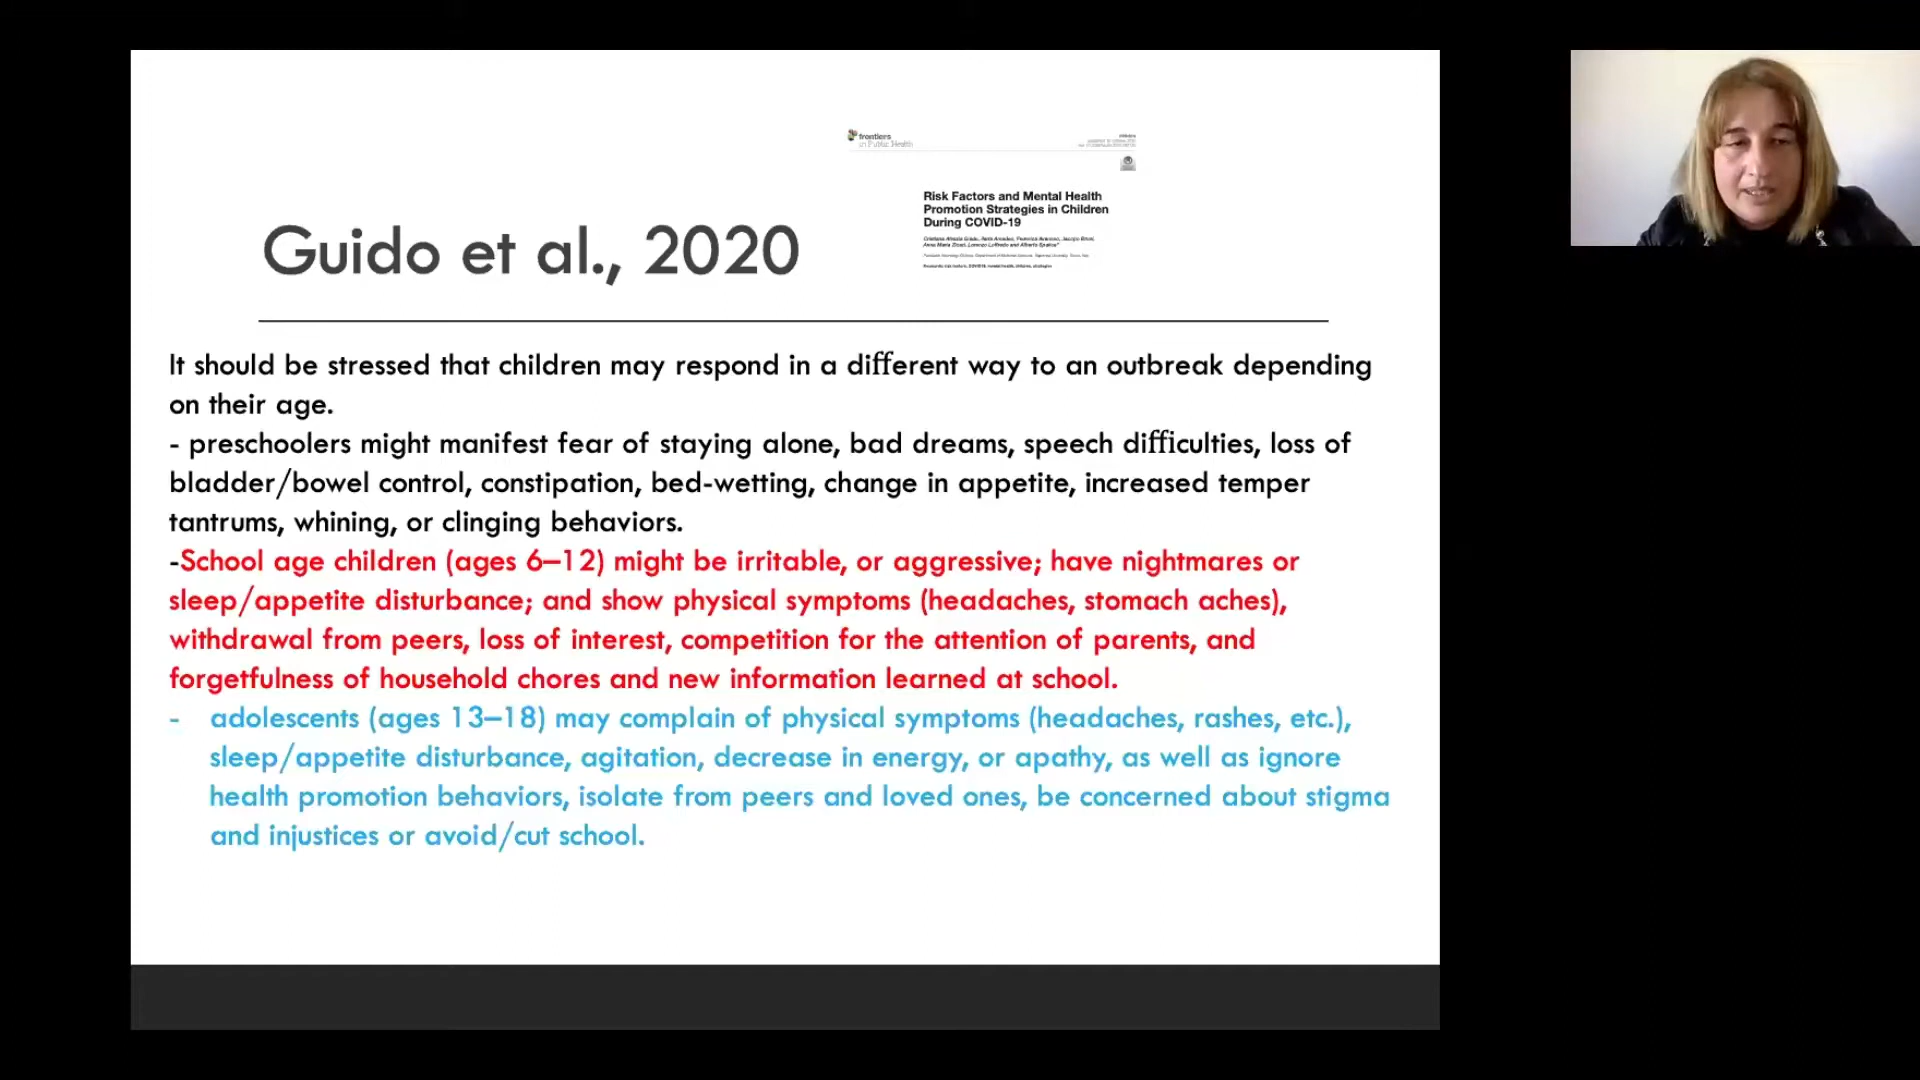 frontiers
in Public Health
Risk Factors and Mental Health
Promotion Strategies in Children
During COVID-19
Guido et al., 2020
It should be stressed that children may respond in a different way to an outbreak depending
on their age.
- preschoolers might manifest fear of staying alone, bad dreams, speech difficulties, loss of
bladder/bowel control, constipation, bed-wetting, change in appetite, increased temper
tantrums, whining, or clinging behaviors.
-School age children (ages 6–12) might be irritable, or aggressive; have nightmares or
sleep/appetite disturbance; and show physical symptoms (headaches, stomach aches),
withdrawal from peers, loss of interest, competition for the attention of parents, and
forgetfulness of household chores and new information learned at school.
- adolescents (ages 13–18) may complain of physical symptoms (headaches, rashes, etc.),
sleep/appetite disturbance, agitation, decrease in energy, or apathy, as well as ignore
health promotion behaviors, isolate from peers and loved ones, be concerned about stigma
and injustices or avoid/cut school.